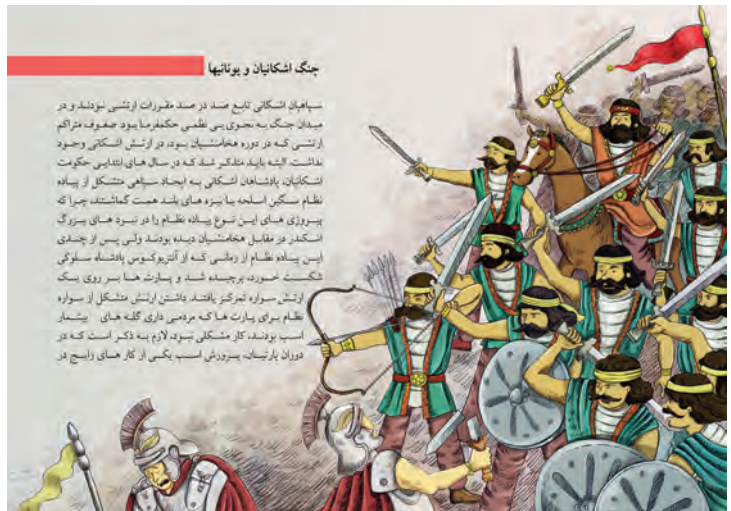 جنگ اشکانیان و یونانیها
سپاهیان اشکانی تابع صد در صد مقررات ارتشی نبودند و در
میدان جنگ به نحوی بی نظمی حکمفرما بود صفوف متراکم
ارتشی که در دوره هخامنشیان بود، در ارتش اشکانی وجود
نداشت. البته باید متذکر شد که در سال های ابتدایی حکومت
اشکانیان، پادشاهان اشکانی به ایجاد سپاهی متشکل از پیاده
نظام سنگین اسلحه با نیزه های بلند همت گماشتند، چرا که
پیروزی های این نوع پیاده نظام را در نبرد های بزرگ
اسکندر در مقابل هخامنشیان دیده بودند ولی پس از چندی
این پیاده نظام از زمانی که از آنتریوکوس پادشاه سلوکی
شکست خورد، برچیده شد و پارت ها بر روی یک
ارتش سواره تمرکز یافتند. داشتن ارتش متشکل از سواره
نظام برای پارت ها که مردمی داری گله های بیشمار
اسب بودند، کار مشکلی نبود، لازم به ذکر است که در
دوران پارتیان، پرورش اسب یکی از کار های رایج در